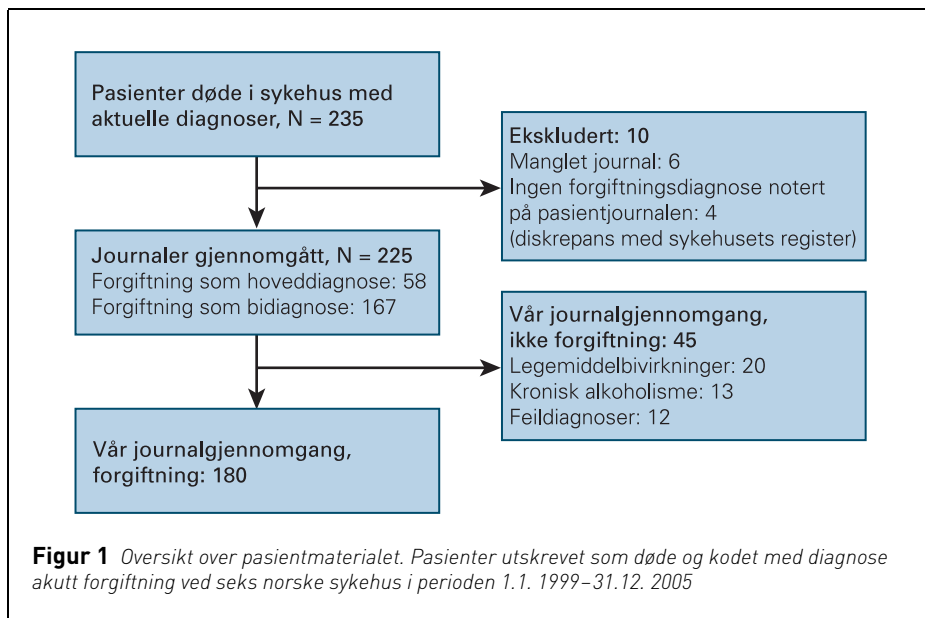 Pasienter døde i sykehus med
aktuelle diagnoser, N = 235
Ekskludert: 10
Manglet journal: 6
Ingen forgiftningsdiagnose notert
på pasientjournalen: 4
(diskrepans med sykehusets register)
Journaler gjennomgått, N = 225
Forgiftning som hoveddiagnose: 58
Forgiftning som bidiagnose: 167
Vår journalgjennomgang,
ikke forgiftning: 45
Legemiddelbivirkninger: 20
Kronisk alkoholisme: 13
Feildiagnoser: 12
Vår journalgjennomgang,
forgiftning: 180
Figur 1 Oversikt over pasientmaterialet. Pasienter utskrevet som døde og kodet med diagnose
akutt forgiftning ved seks norske sykehus i perioden 1.1. 1999–31.12. 2005